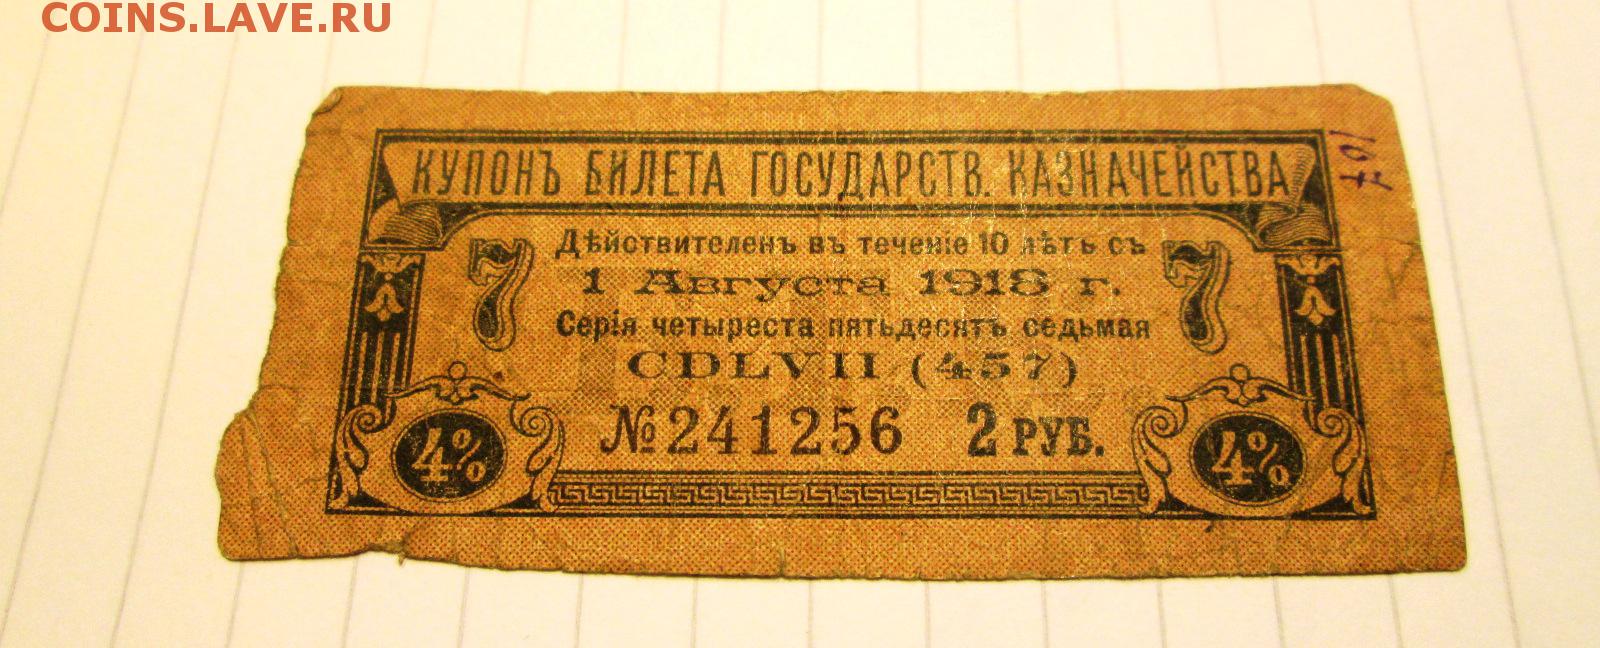 COINS.LAVE.RU
КУПОНЪ БИЛЕТА ГОСУДАРСТВ. КАЗНАЧЕЙСТВА
107
7 Дѣйствителенъ въ теченіе 10 лѣтъ съ 7
1 Августа 1918 г.
Серія четыреста пятьдесятъ седьмая
CDLVII (457)
№241256 2 РУБ.
4% 4%